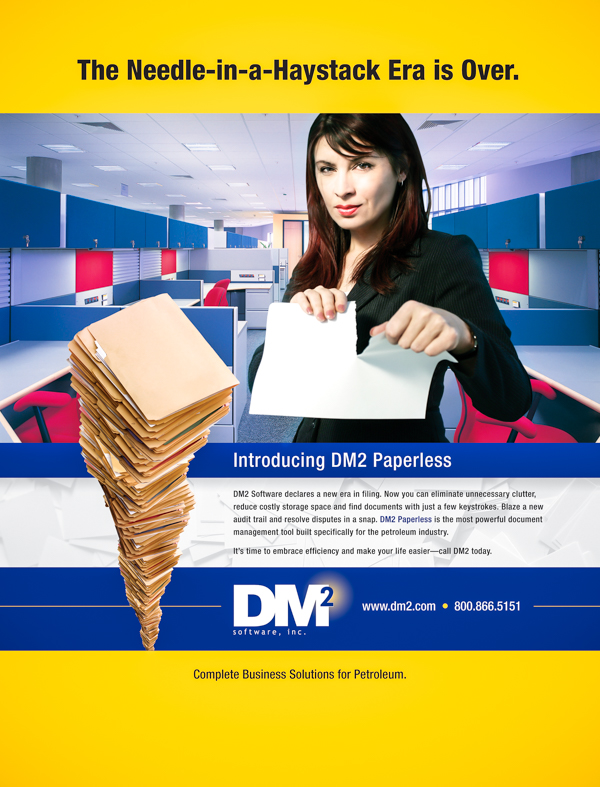 The Needle-in-a-Haystack Era is Over.
Introducing DM2 Paperless
DM2 Software declares a new era in filing. Now you can eliminate unnecessary clutter,
reduce costly storage space and find documents with just a few keystrokes. Blaze a new
audit trail and resolve disputes in a snap. DM2 Paperless is the most powerful document
management tool built specifically for the petroleum industry.
It's time to embrace efficiency and make your life easier—call DM2 today.
DM2
software, inc.
www.dm2.com • 800.866.5151
Complete Business Solutions for Petroleum.